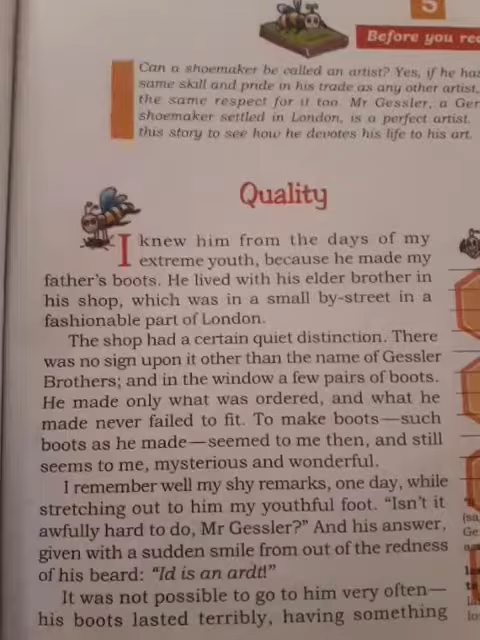 5
Before you rea
Can a shoemaker be called an artist? Yes, if he has
same skill and pride in his trade as any other artist,
the same respect for it too. Mr Gessler, a Ger
shoemaker settled in London, is a perfect artist.
this story to see how he devotes his life to his art.
Quality
I knew him from the days of my
extreme youth, because he made my
father's boots. He lived with his elder brother in
his shop, which was in a small by-street in a
fashionable part of London.
The shop had a certain quiet distinction. There
was no sign upon it other than the name of Gessler
Brothers; and in the window a few pairs of boots.
He made only what was ordered, and what he
made never failed to fit. To make boots—such
boots as he made—seemed to me then, and still
seems to me, mysterious and wonderful.
I remember well my shy remarks, one day, while
stretching out to him my youthful foot. “Isn't it
awfully hard to do, Mr Gessler?” And his answer,
given with a sudden smile from out of the redness
of his beard: “Id is an ardt!”
It was not possible to go to him very often—
his boots lasted terribly, having something